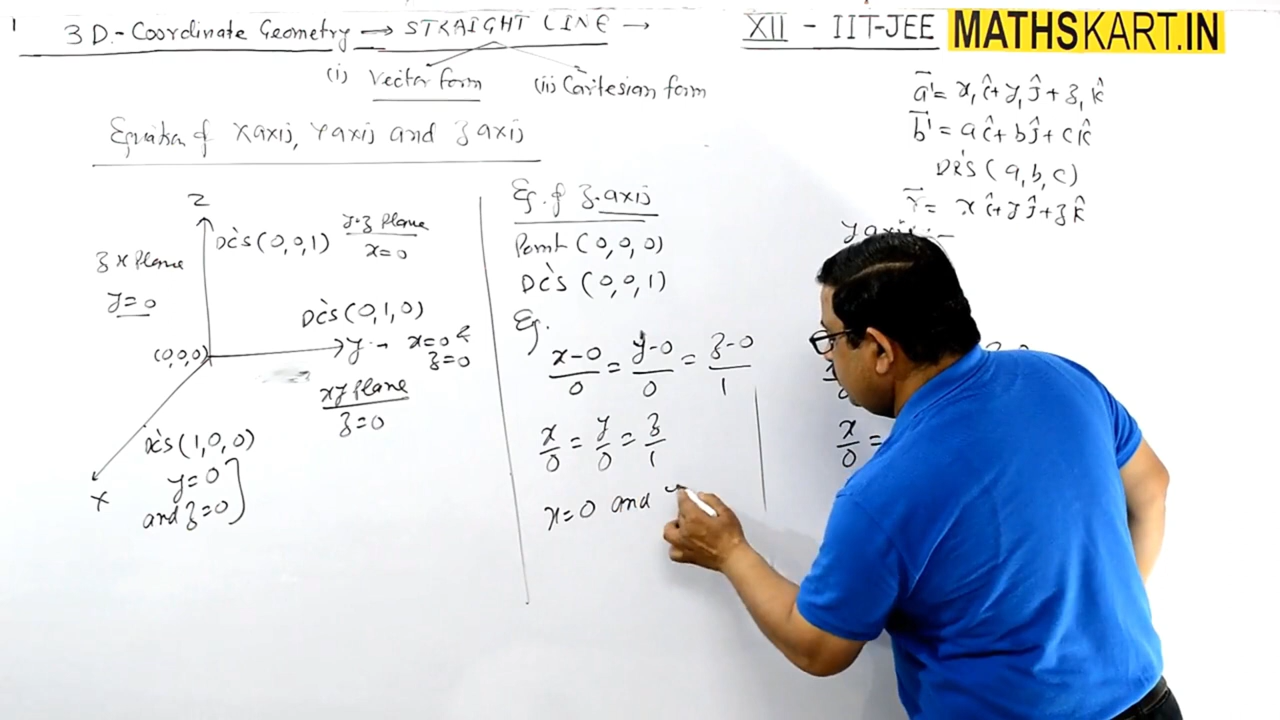 1
3D.-Coordinate Geometry → STRAIGHT LINE →
XII - IIT-JEE MATHSKART.IN
(i) Vector form (ii) Cartesian form
Equation of X axis, Y axis and z axis
a⃗ = x₁î + y₁ĵ + z₁k̂
b⃗ = aî + bĵ + ck̂
DR'S (a, b, c)
r⃗ = xî + yĵ + zk̂
y axis :-
Z
DC'S (0,0,1)
y-z Plane
x=0
z x Plane
y=0
DC'S (0,1,0)
(0,0,0)
y → x=0 &
z=0
xy Plane
z=0
DC'S (1,0,0)
y=0
and z=0
X
Eq. of z-axis
Point (0,0,0)
DC'S (0,0,1)
Eq.
x-0/0 = y-0/0 = z-0/1
x/0 = y/0 = z/1
x=0 and
x/0 =